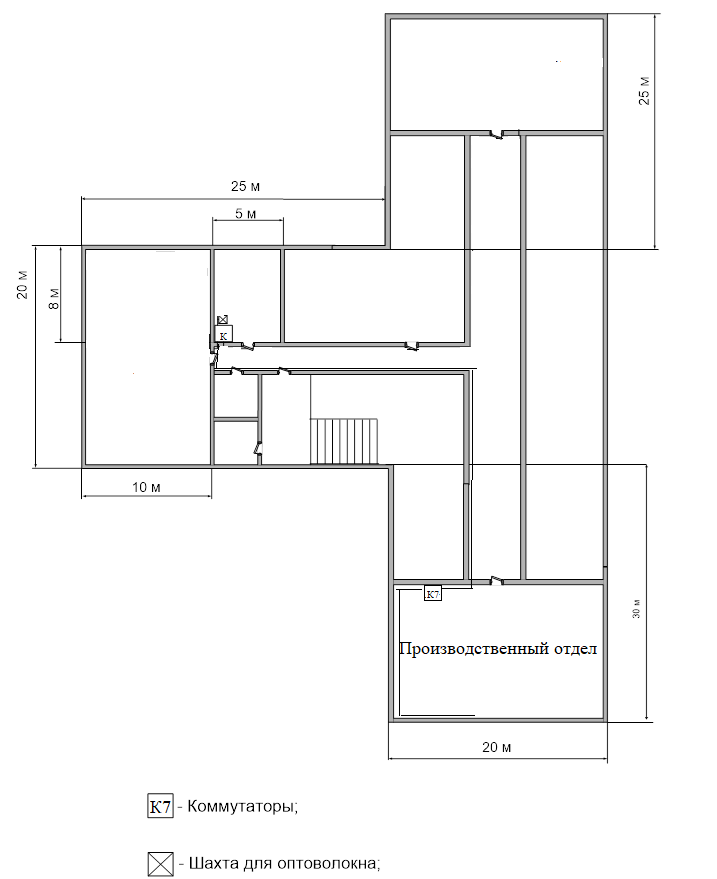 25 м
25 м
5 м
20 м
8 м
К
10 м
К7
30 м
Производственный отдел
20 м
К7 - Коммутаторы;
- Шахта для оптоволокна;